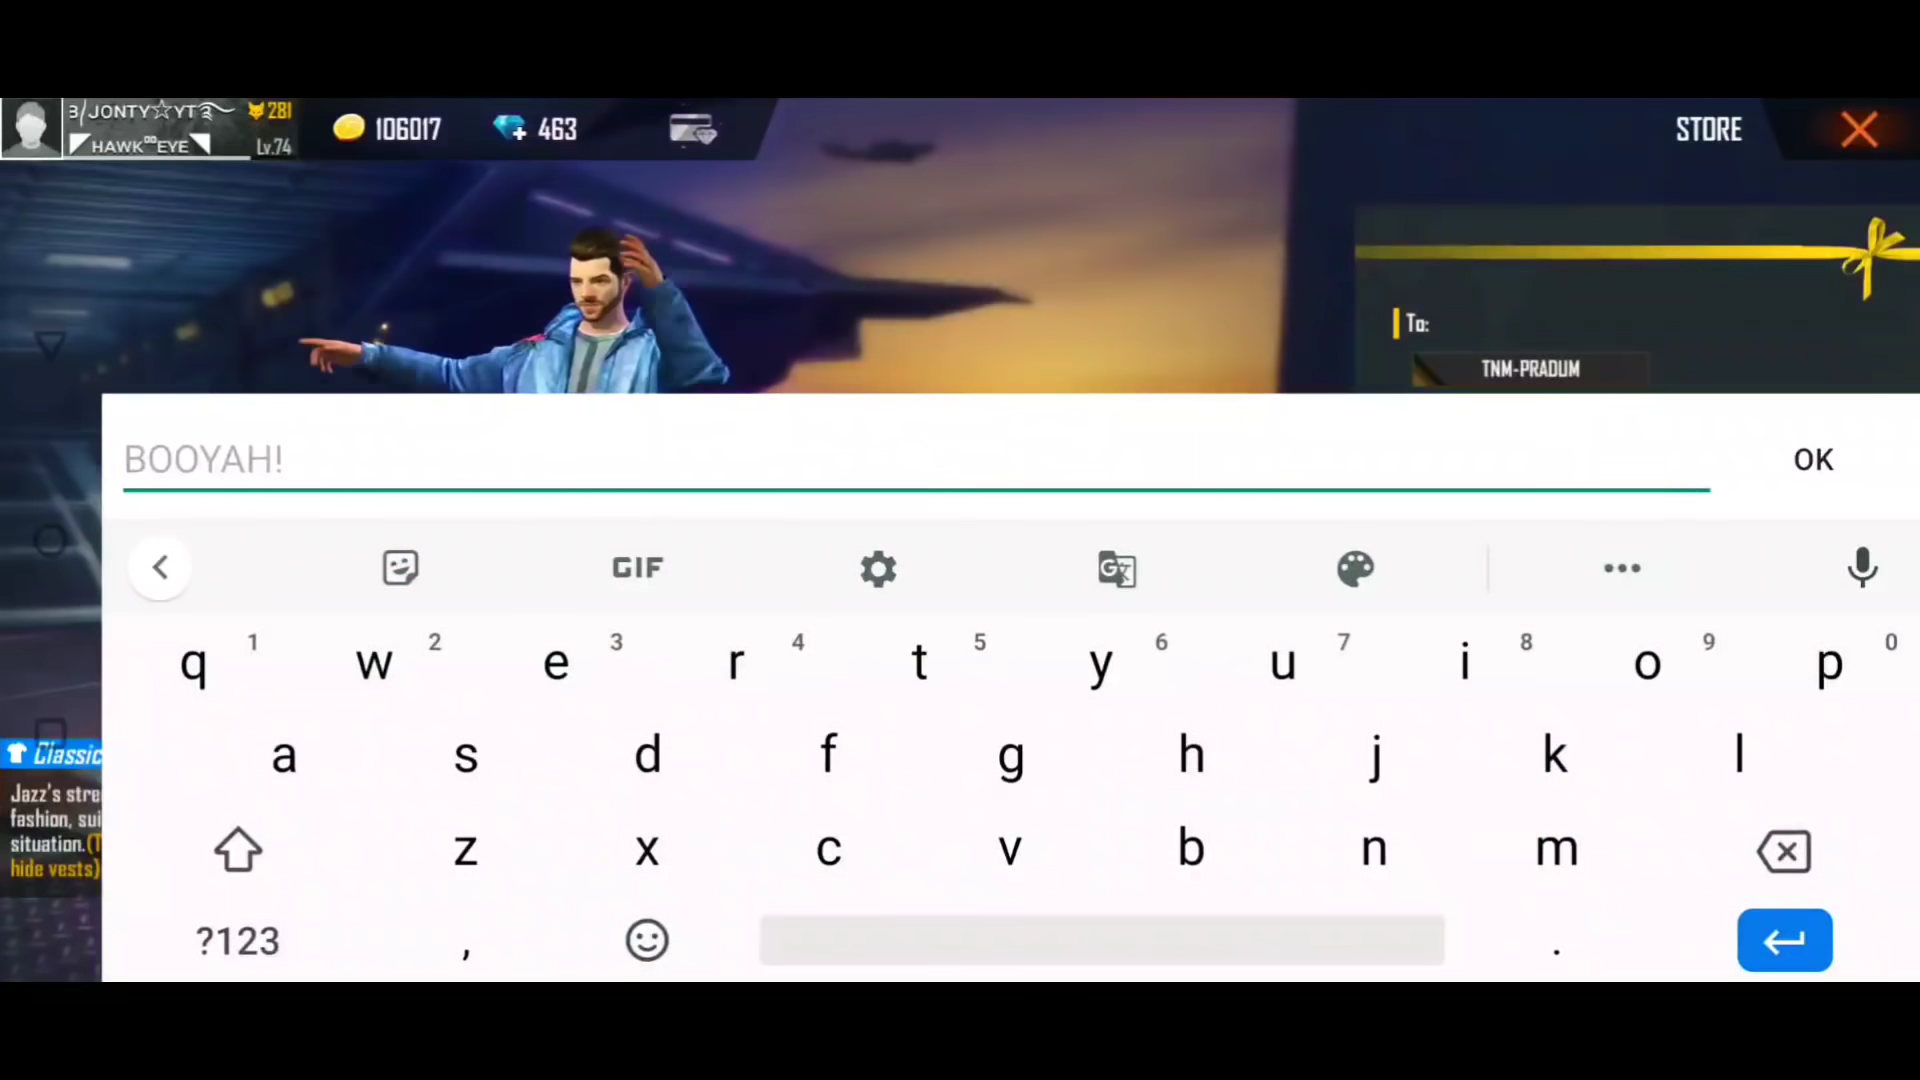 JONTY☆YT
281
HAWK EYE
Lv.74
106017
463
STORE
To:
TNM-PRADUM
BOOYAH!
OK
GIF
q 1 w 2 e 3 r 4 t 5 y 6 u 7 i 8 o 9 p 0
a s d f g h j k l
z x c v b n m
?123 , .
Classic
Jazz's stre
fashion, sui
situation.(T
hide vests)